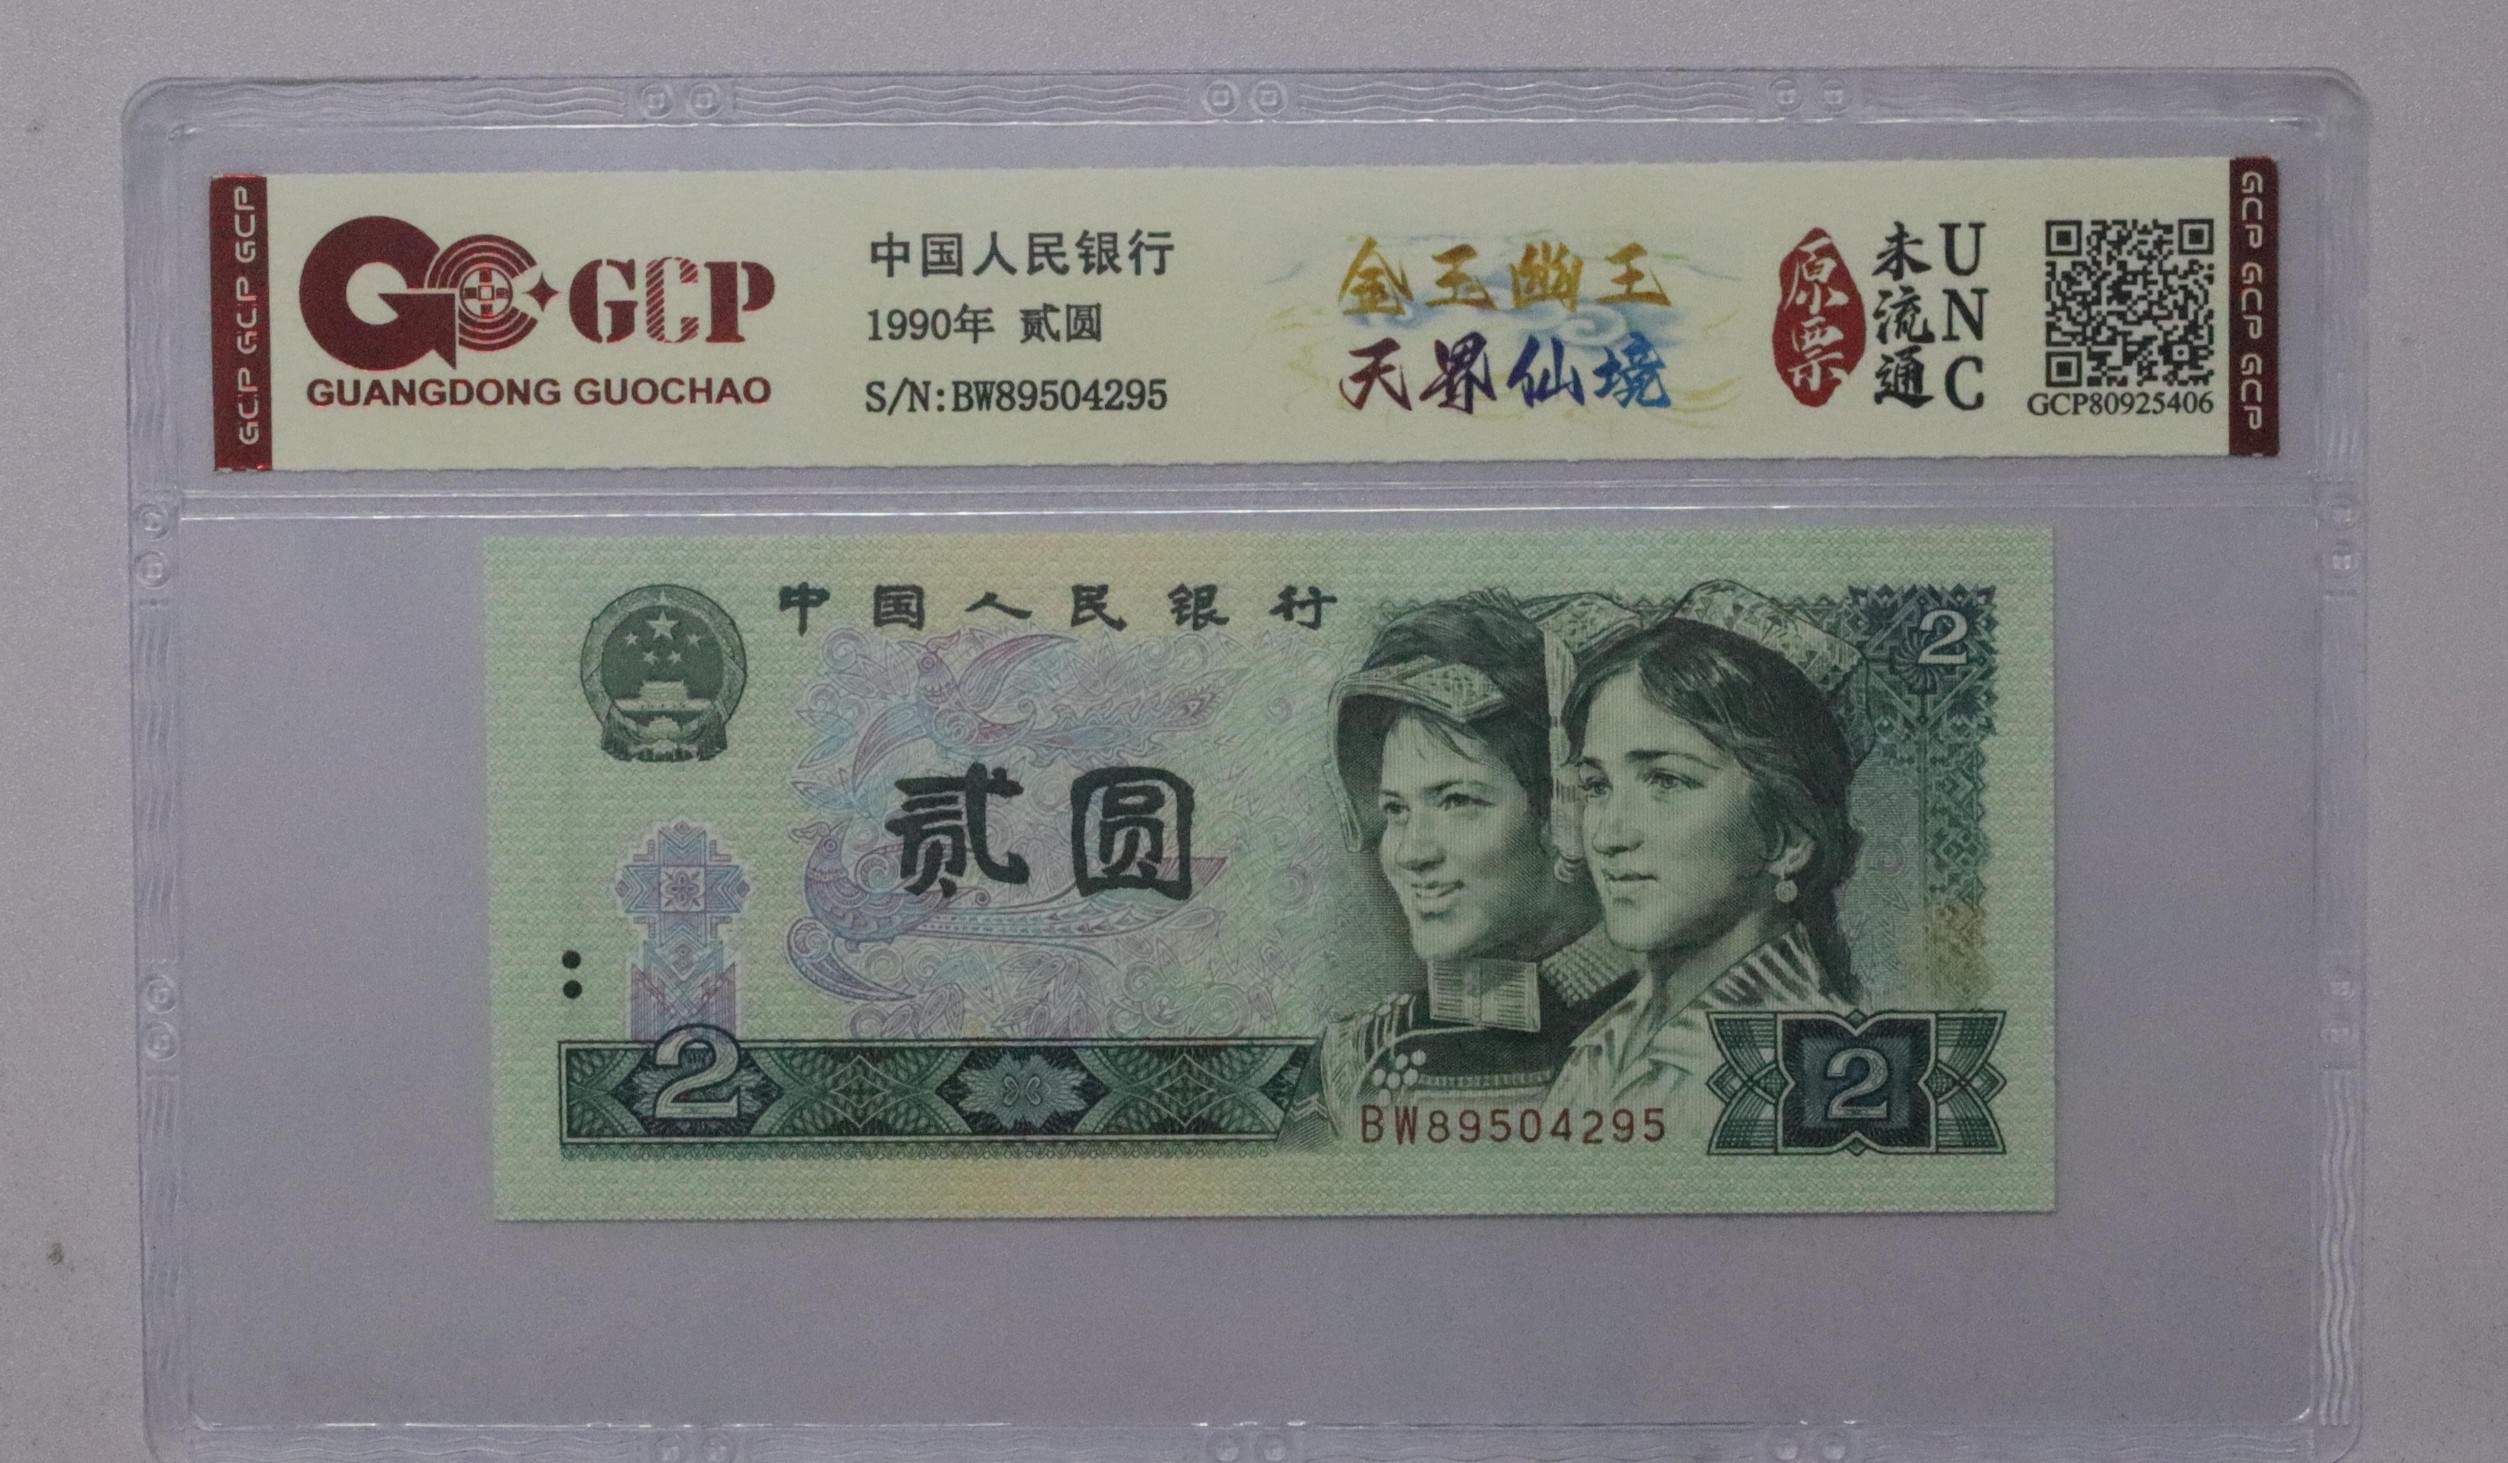 GCP GCP GCP
GCP
GUANGDONG GUOCHAO
中国人民银行
1990年 贰圆
S/N:BW89504295
金玉幽王
天界仙境
原票
未流通
UNC
GCP80925406
GCP GCP GCP
中国人民银行
2
贰圆
2
BW89504295
2